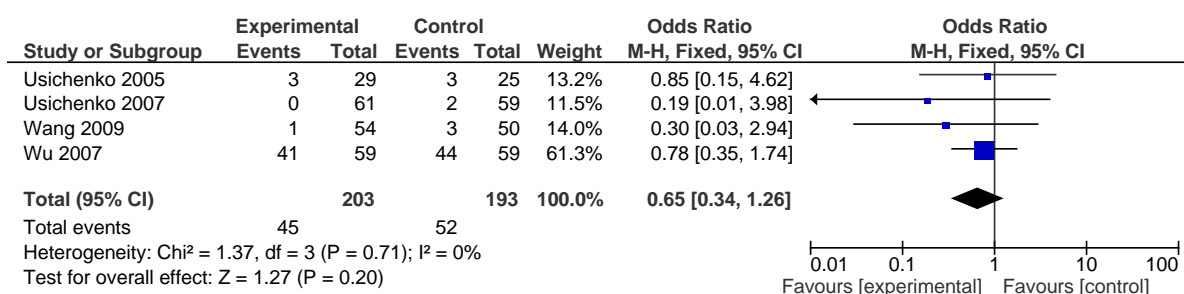 Experimental Control Odds Ratio Odds Ratio
Study or Subgroup Events Total Events Total Weight M-H, Fixed, 95% CI M-H, Fixed, 95% CI
Usichenko 2005 3 29 3 25 13.2% 0.85 [0.15, 4.62]
Usichenko 2007 0 61 2 59 11.5% 0.19 [0.01, 3.98]
Wang 2009 1 54 3 50 14.0% 0.30 [0.03, 2.94]
Wu 2007 41 59 44 59 61.3% 0.78 [0.35, 1.74]
Total (95% CI) 203 193 100.0% 0.65 [0.34, 1.26]
Total events 45 52
Heterogeneity: Chi² = 1.37, df = 3 (P = 0.71); I² = 0%
Test for overall effect: Z = 1.27 (P = 0.20)
0.01 0.1 1 10 100
Favours [experimental] Favours [control]